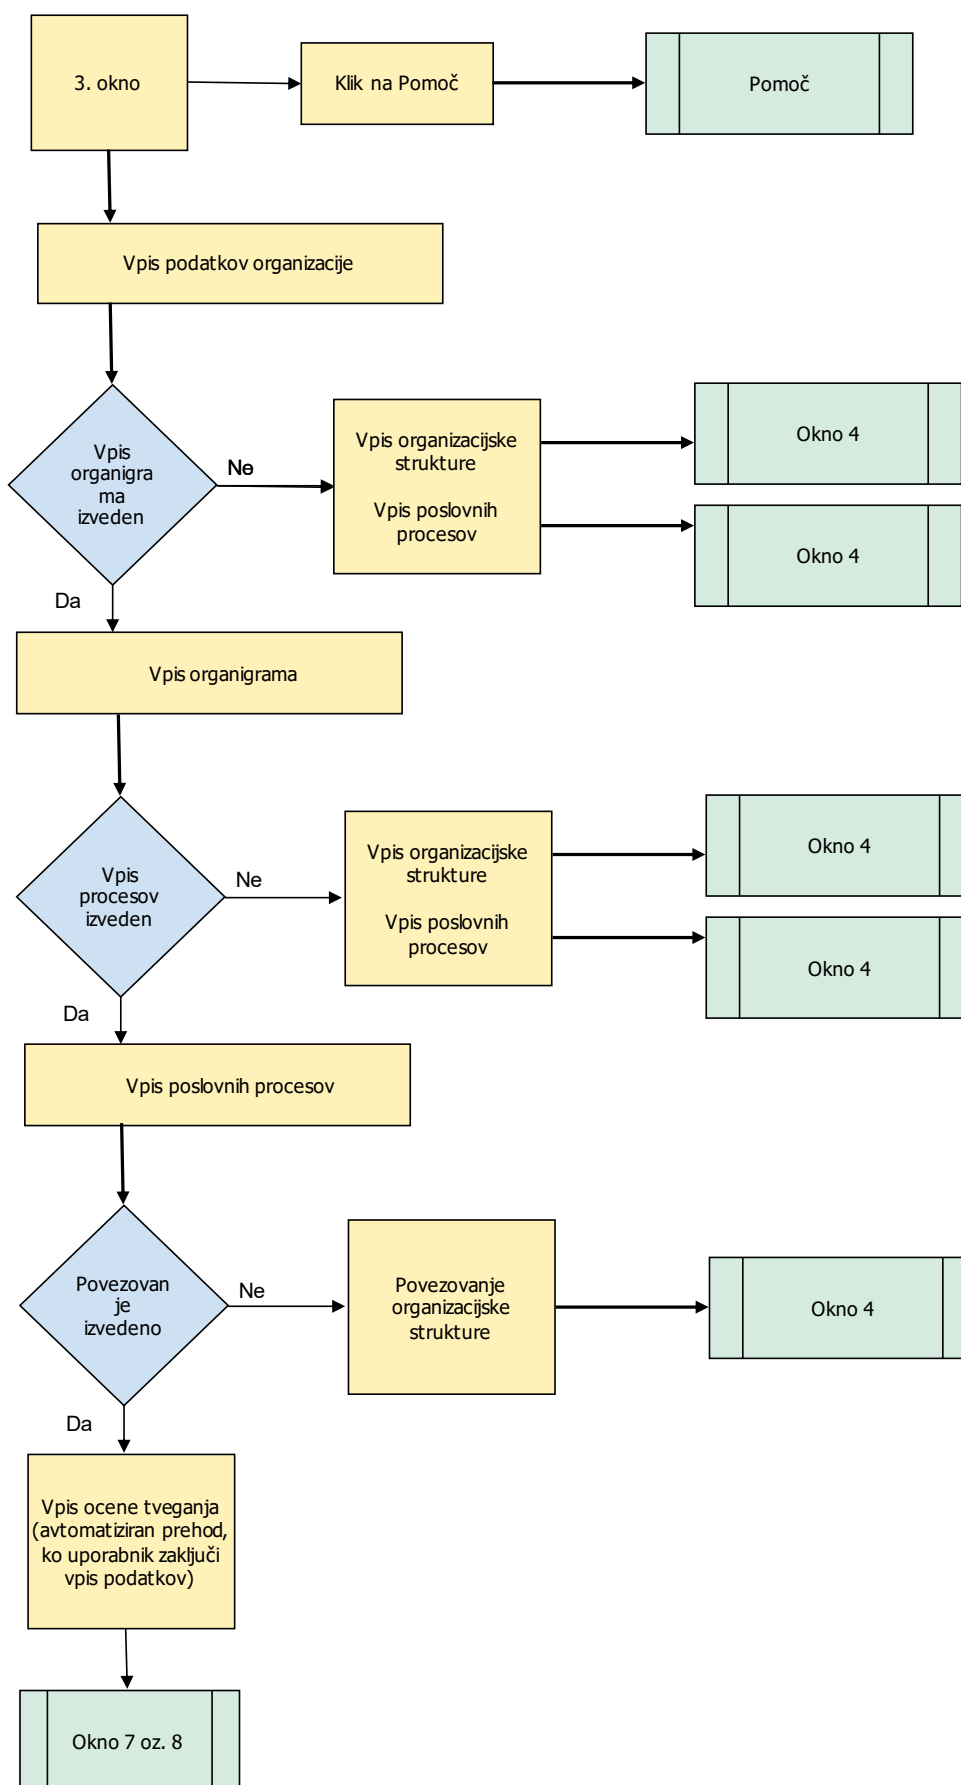 3. okno
Klik na Pomoč
Pomoč
Vpis podatkov organizacije
Vpis
organigra
ma
izveden
Ne
Vpis organizacijske
strukture
Vpis poslovnih
procesov
Okno 4
Okno 4
Da
Vpis organigrama
Vpis
procesov
izveden
Ne
Vpis organizacijske
strukture
Vpis poslovnih
procesov
Okno 4
Okno 4
Da
Vpis poslovnih procesov
Povezovan
je
izvedeno
Ne
Povezovanje
organizacijske
strukture
Okno 4
Da
Vpis ocene tveganja
(avtomatiziran prehod,
ko uporabnik zaključi
vpis podatkov)
Okno 7 oz. 8